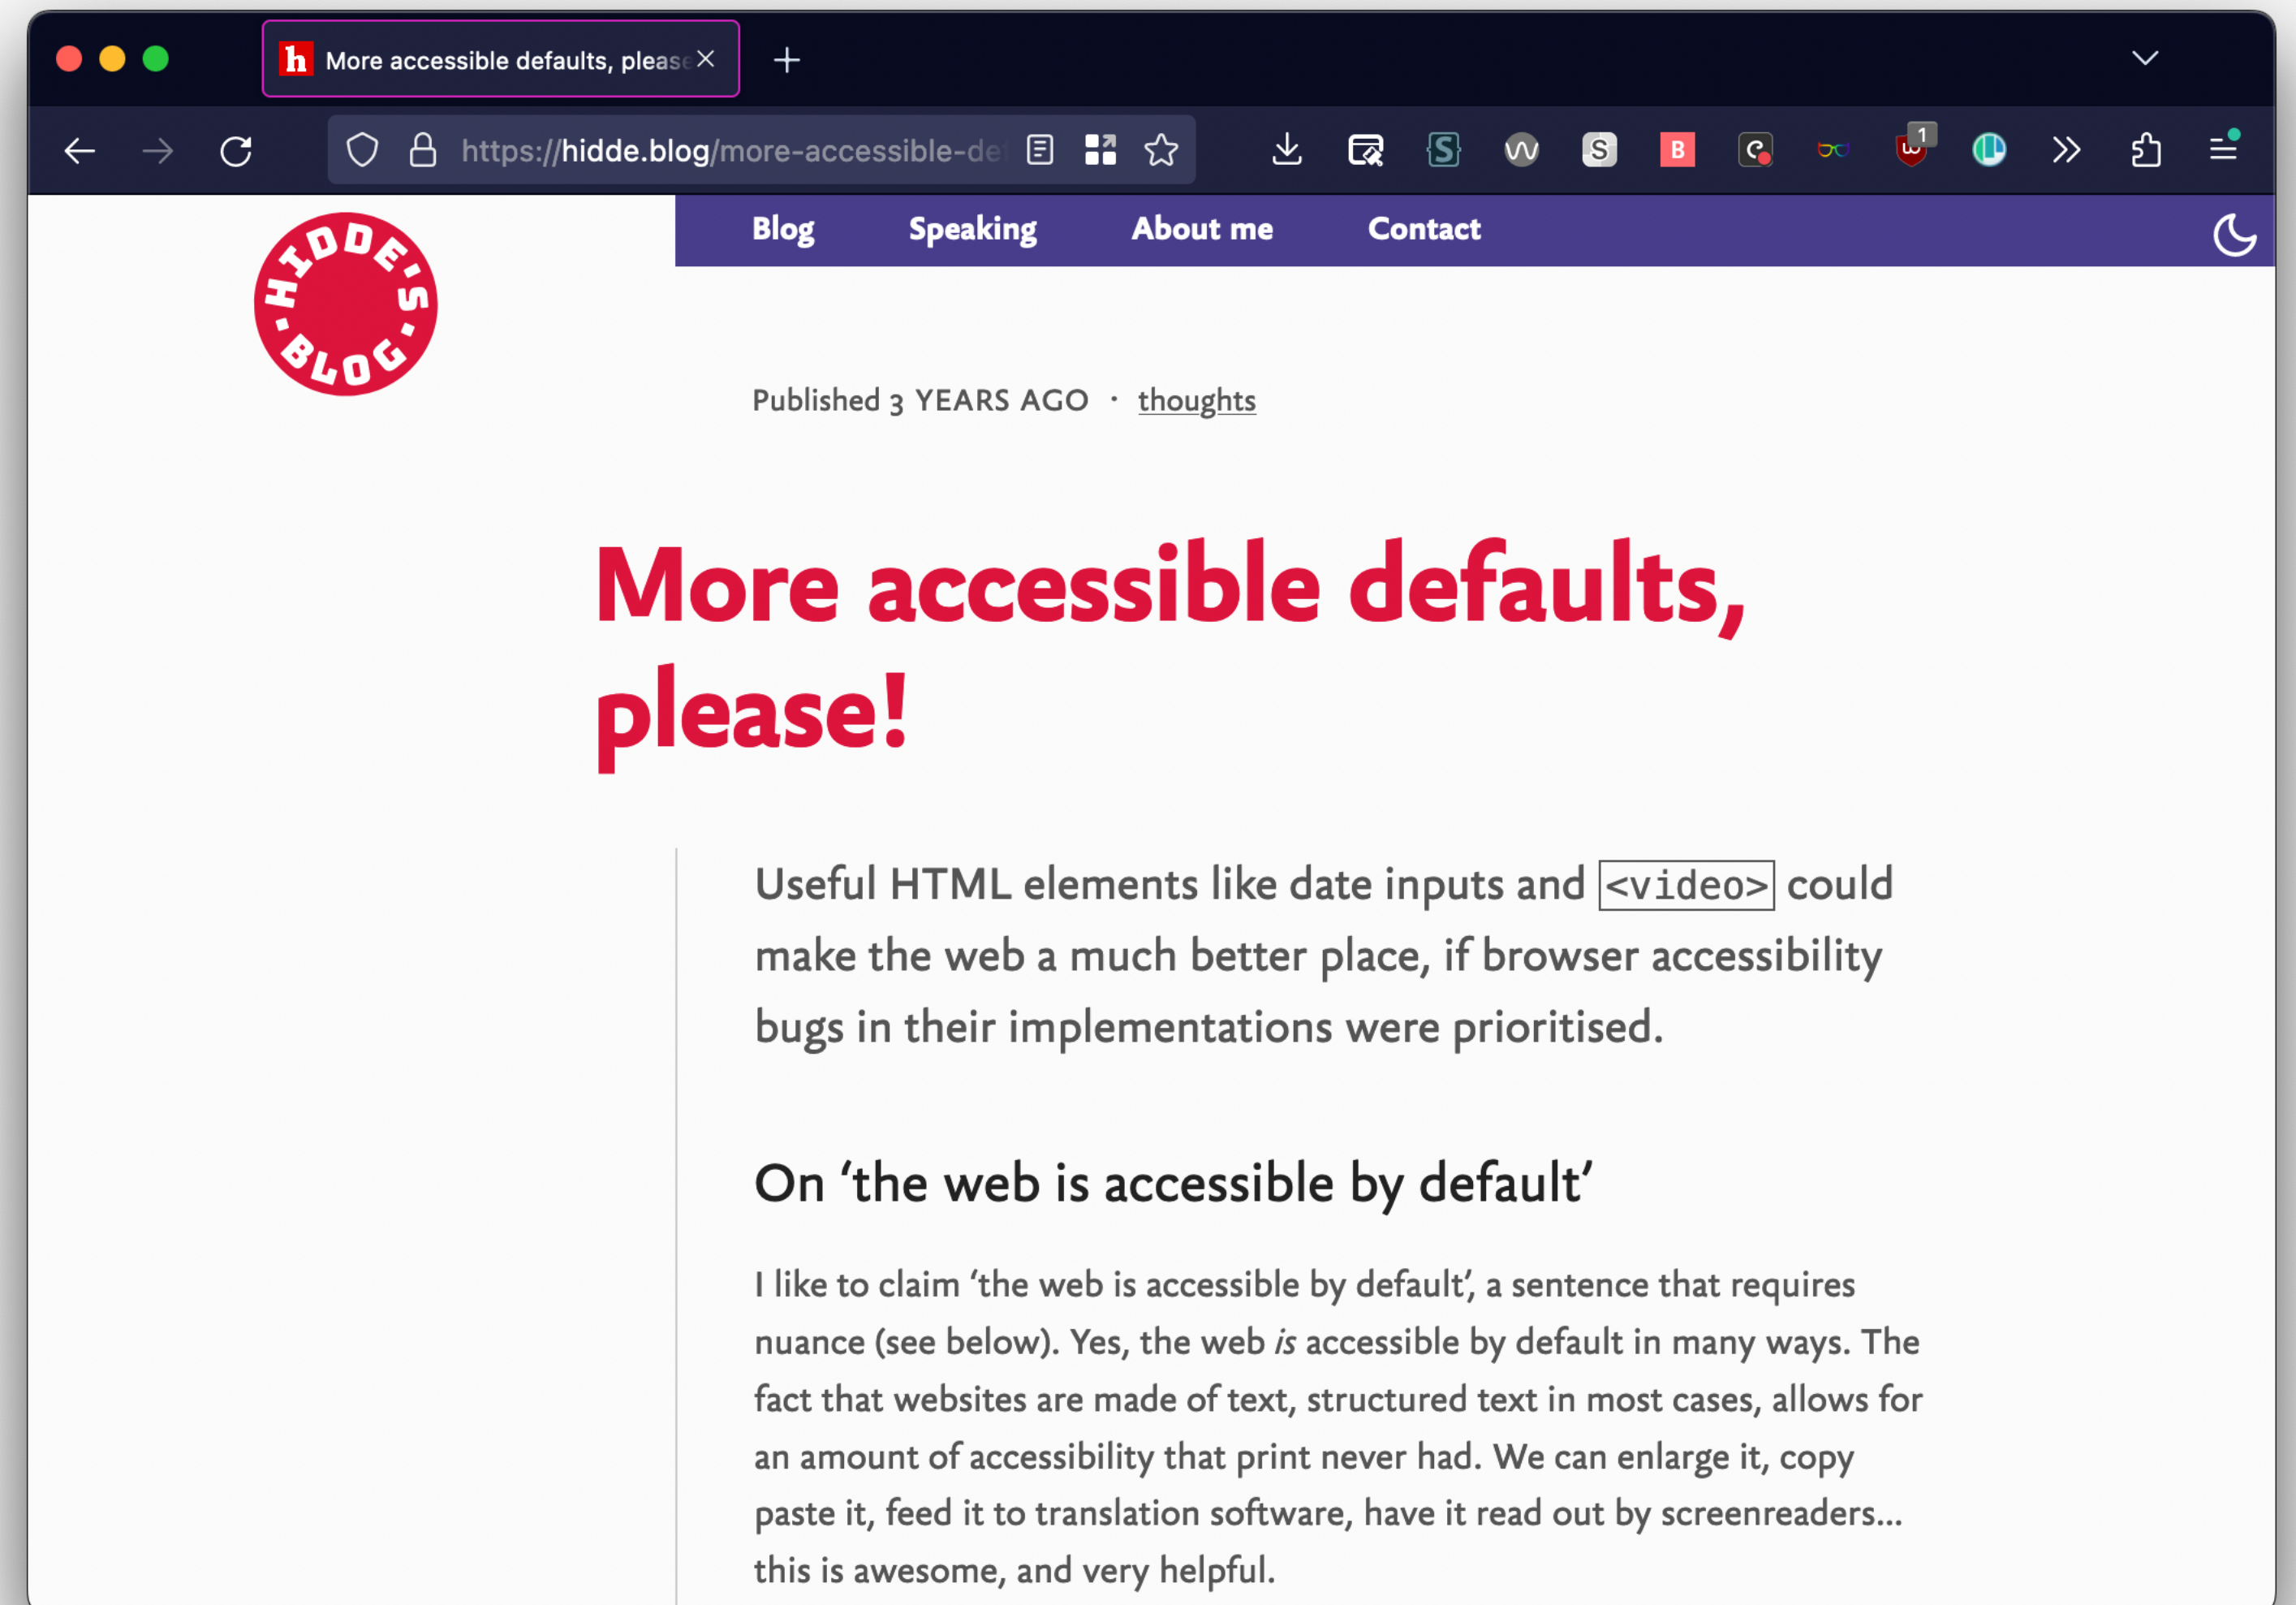 h More accessible defaults, please
https://hidde.blog/more-accessible-de
S
S
B
1
HIDDE'S · BLOG ·
Blog Speaking About me Contact
Published 3 YEARS AGO · thoughts
More accessible defaults,
please!
Useful HTML elements like date inputs and <video> could
make the web a much better place, if browser accessibility
bugs in their implementations were prioritised.
On ‘the web is accessible by default’
I like to claim ‘the web is accessible by default’, a sentence that requires
nuance (see below). Yes, the web is accessible by default in many ways. The
fact that websites are made of text, structured text in most cases, allows for
an amount of accessibility that print never had. We can enlarge it, copy
paste it, feed it to translation software, have it read out by screenreaders…
this is awesome, and very helpful.